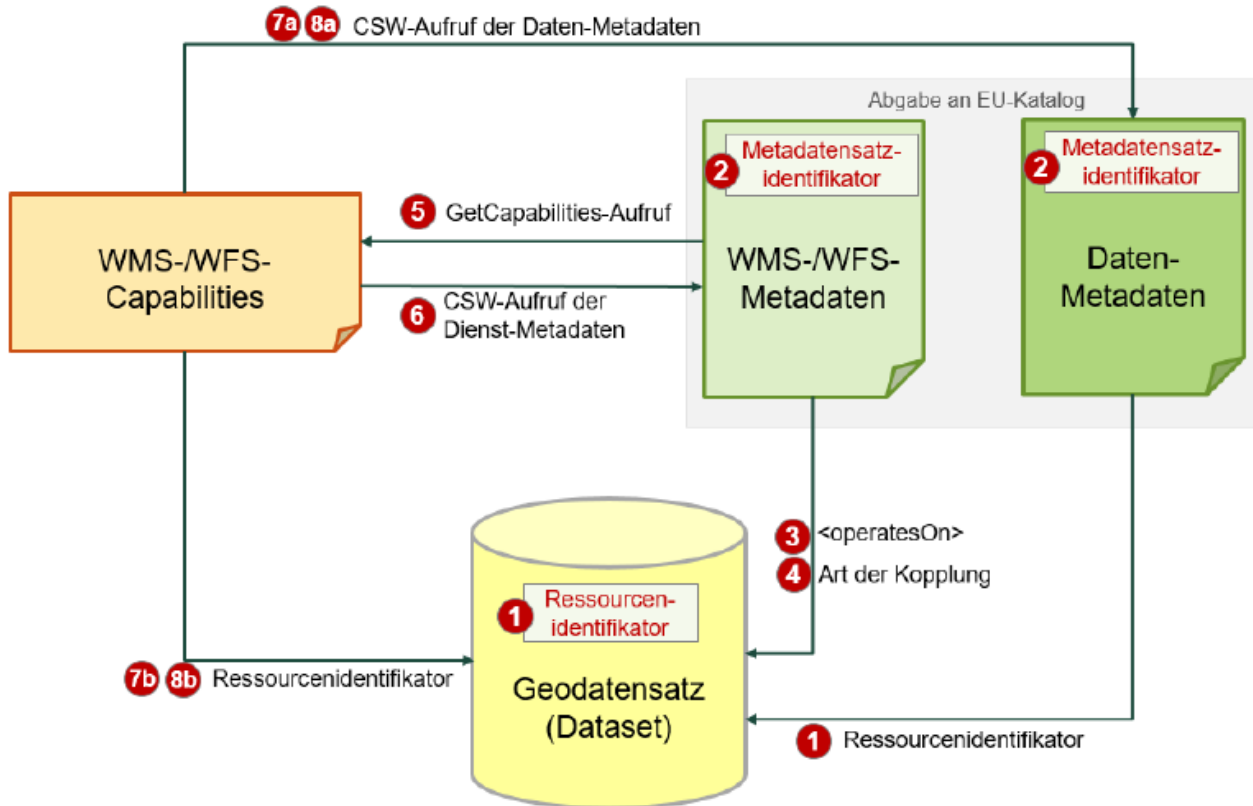 7a 8a CSW-Aufruf der Daten-Metadaten
Abgabe an EU-Katalog
2 Metadatensatz-
identifikator
2 Metadatensatz-
identifikator
5 GetCapabilities-Aufruf
WMS-/WFS-
Capabilities
WMS-/WFS-
Metadaten
Daten-
Metadaten
6 CSW-Aufruf der
Dienst-Metadaten
3 <operatesOn>
4 Art der Kopplung
1 Ressourcen-
identifikator
7b 8b Ressourcenidentifikator
Geodatensatz
(Dataset)
1 Ressourcenidentifikator